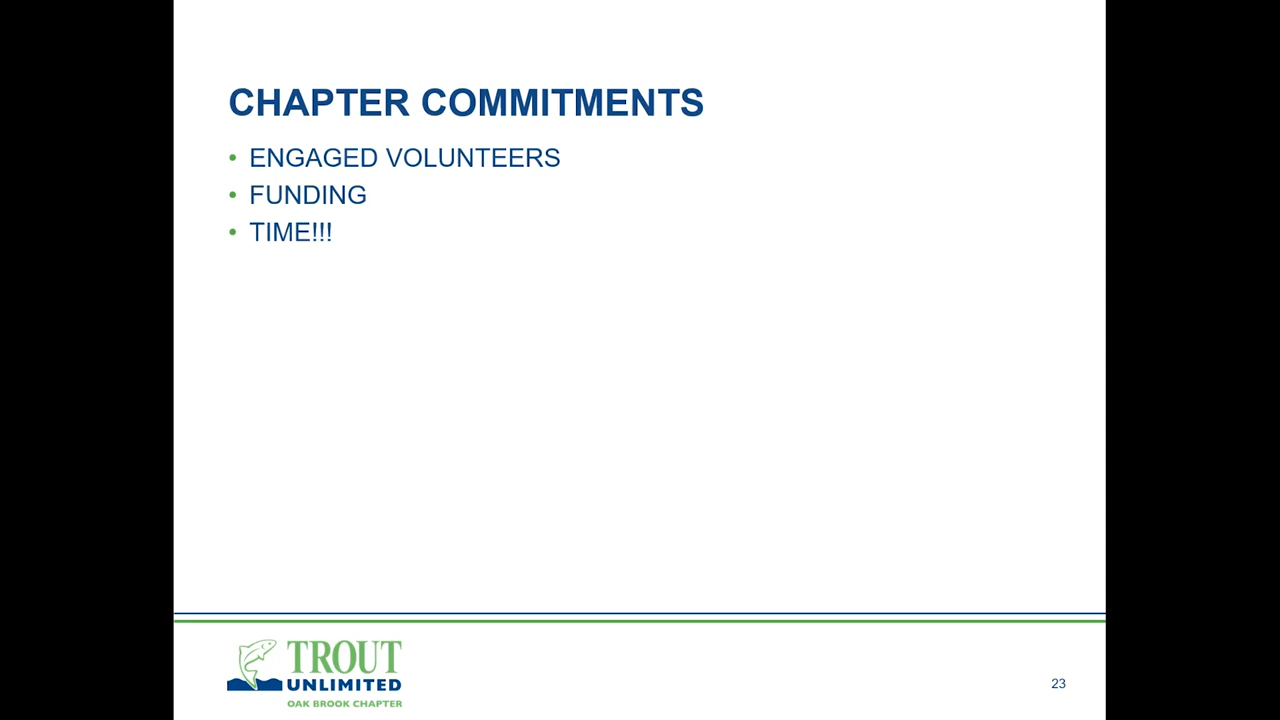 CHAPTER COMMITMENTS
• ENGAGED VOLUNTEERS
• FUNDING
• TIME!!!
TROUT
UNLIMITED
OAK BROOK CHAPTER
23